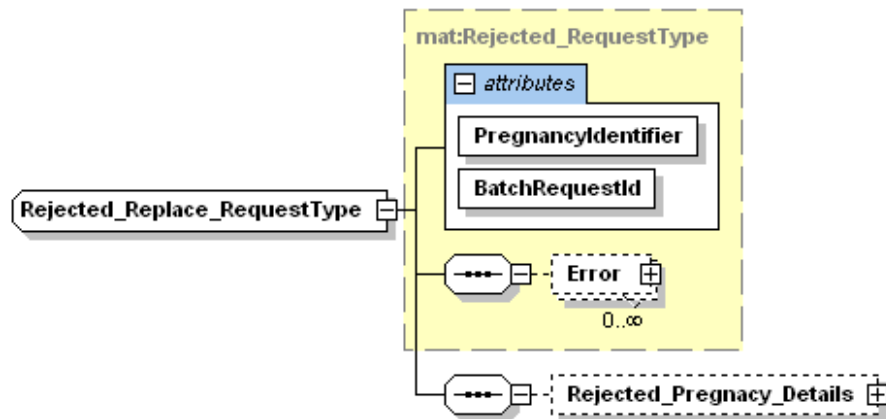 mat:Rejected_RequestType
attributes
PregnancyIdentifier
BatchRequestId
Rejected_Replace_RequestType
Error
0..∞
Rejected_Pregnacy_Details